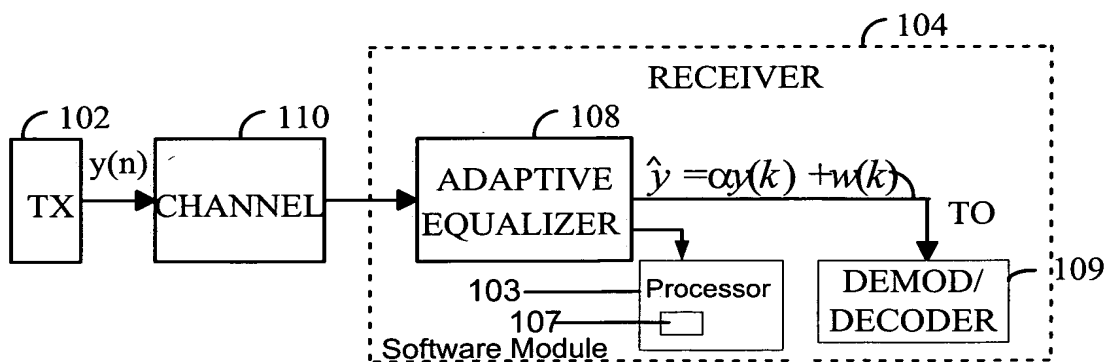 104
RECEIVER
102
110
108
y(n)
TX
CHANNEL
ADAPTIVE
EQUALIZER
ŷ =αy(k) +w(k)
TO
103
Processor
107
Software Module
DEMOD/
DECODER
109